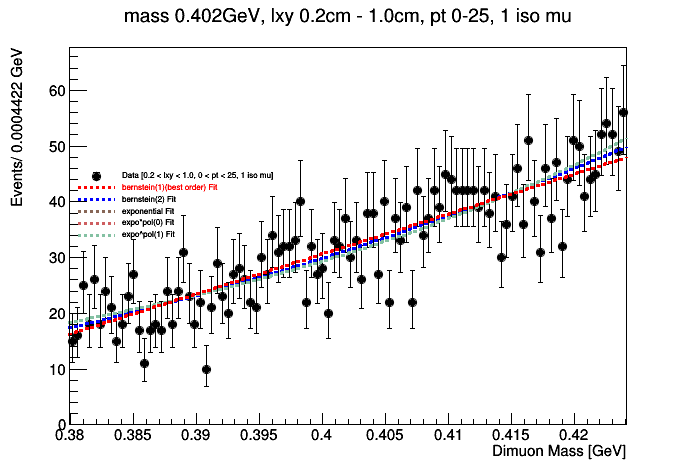 mass 0.402GeV, lxy 0.2cm - 1.0cm, pt 0-25, 1 iso mu
Events/ 0.0004422 GeV
60
50
40
30
20
10
0
Data [0.2 < lxy < 1.0, 0 < pt < 25, 1 iso mu]
bernstein(1)(best order) Fit
bernstein(2) Fit
exponential Fit
expo*pol(0) Fit
expo*pol(1) Fit
0.38 0.385 0.39 0.395 0.4 0.405 0.41 0.415 0.42
Dimuon Mass [GeV]